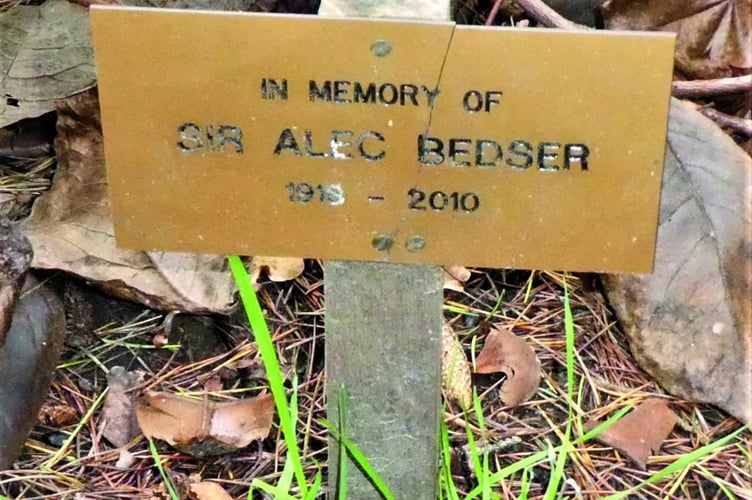 IN MEMORY OF
SIR ALEC BEDSER
1918 - 2010